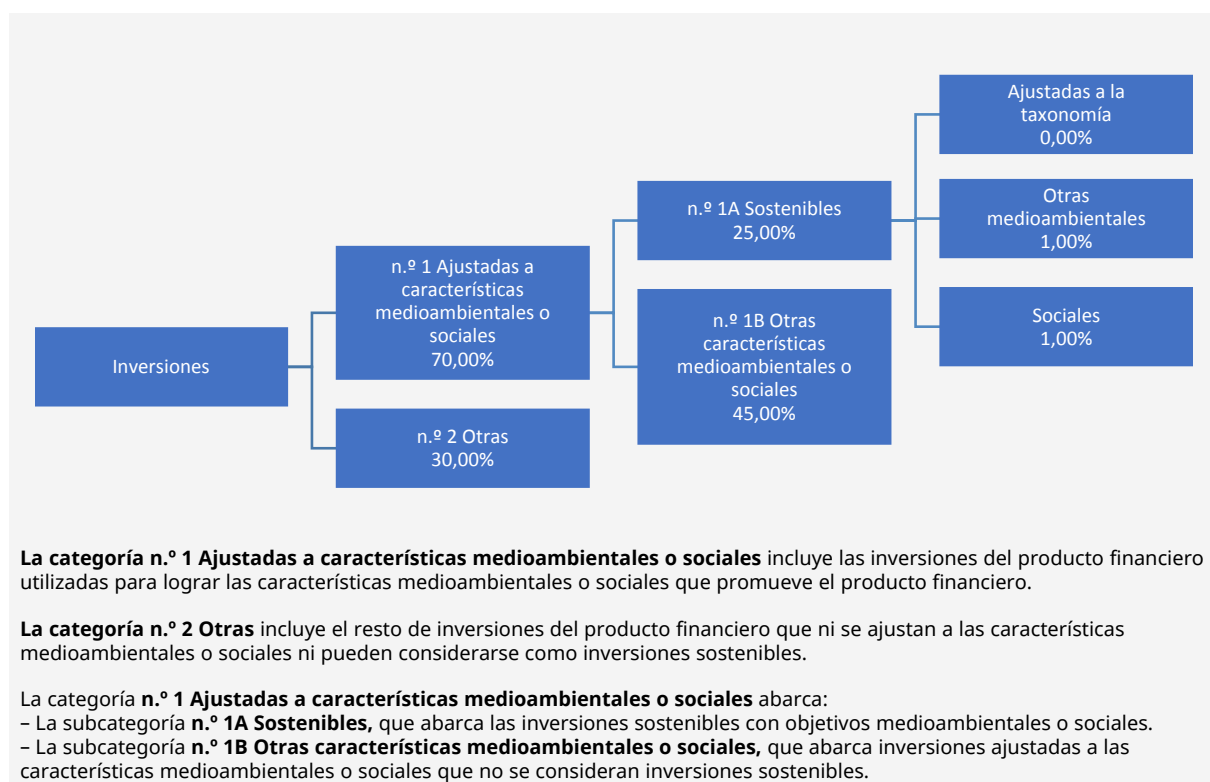 Inversiones
n.º 1 Ajustadas a
características
medioambientales o
sociales
70,00%
n.º 2 Otras
30,00%
n.º 1A Sostenibles
25,00%
n.º 1B Otras
características
medioambientales o
sociales
45,00%
Ajustadas a la
taxonomía
0,00%
Otras
medioambientales
1,00%
Sociales
1,00%
La categoría n.º 1 Ajustadas a características medioambientales o sociales incluye las inversiones del producto financiero
utilizadas para lograr las características medioambientales o sociales que promueve el producto financiero.
La categoría n.º 2 Otras incluye el resto de inversiones del producto financiero que ni se ajustan a las características
medioambientales o sociales ni pueden considerarse como inversiones sostenibles.
La categoría n.º 1 Ajustadas a características medioambientales o sociales abarca:
– La subcategoría n.º 1A Sostenibles, que abarca las inversiones sostenibles con objetivos medioambientales o sociales.
– La subcategoría n.º 1B Otras características medioambientales o sociales, que abarca inversiones ajustadas a las
características medioambientales o sociales que no se consideran inversiones sostenibles.